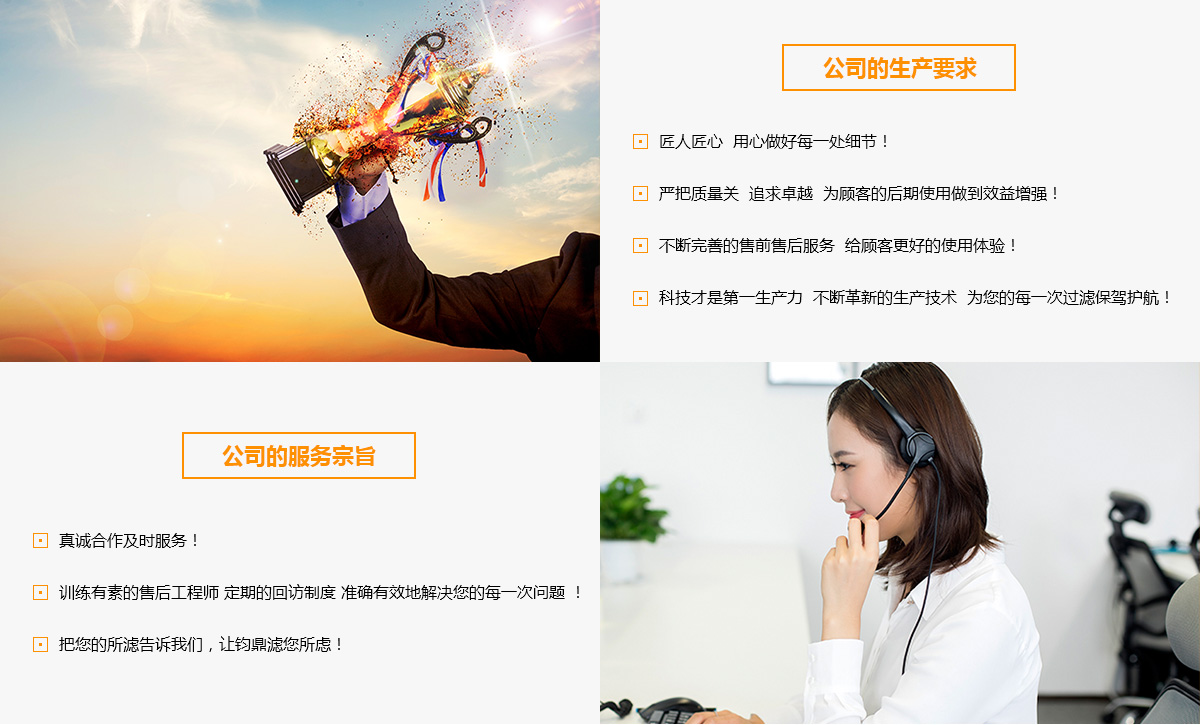 公司的生产要求
匠人匠心 用心做好每一处细节！
严把质量关 追求卓越 为顾客的后期使用做到效益增强！
不断完善的售前售后服务 给顾客更好的使用体验！
科技才是第一生产力 不断革新的生产技术 为您的每一次过滤保驾护航！
公司的服务宗旨
真诚合作及时服务！
训练有素的售后工程师 定期的回访制度 准确有效地解决您的每一次问题 ！
把您的所滤告诉我们，让钧鼎滤您所虑！